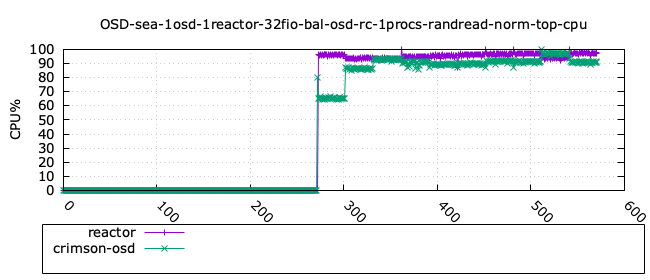 OSD-sea-1osd-1reactor-32fio-bal-osd-rc-1procs-randread-norm-top-cpu
100
90
80
70
60
50
40
30
20
10
0
CPU%
0 100 200 300 400 500 600
reactor
crimson-osd